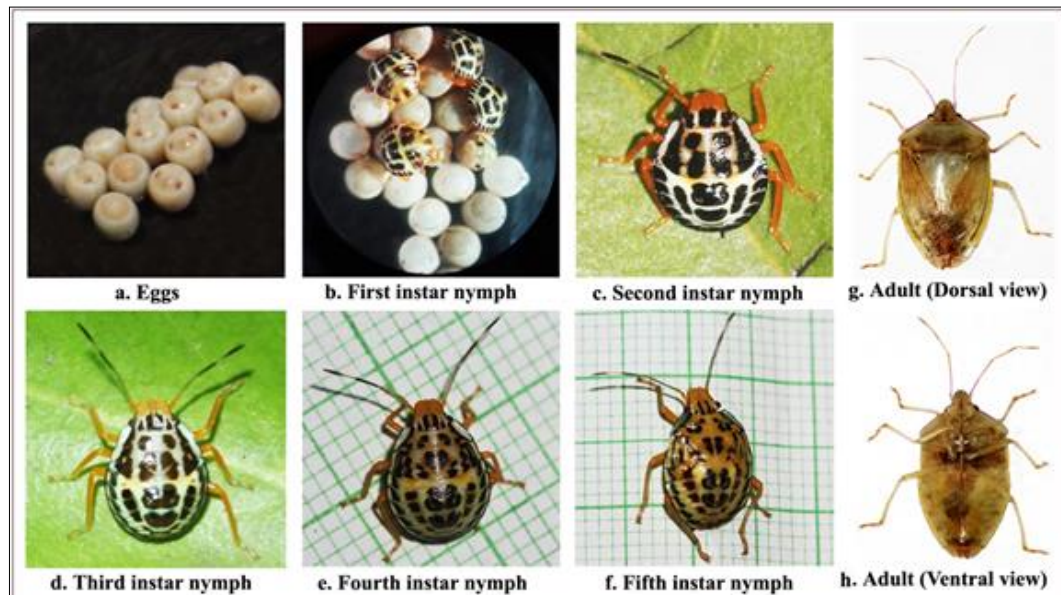 a. Eggs
b. First instar nymph
c. Second instar nymph
g. Adult (Dorsal view)
d. Third instar nymph
e. Fourth instar nymph
f. Fifth instar nymph
h. Adult (Ventral view)